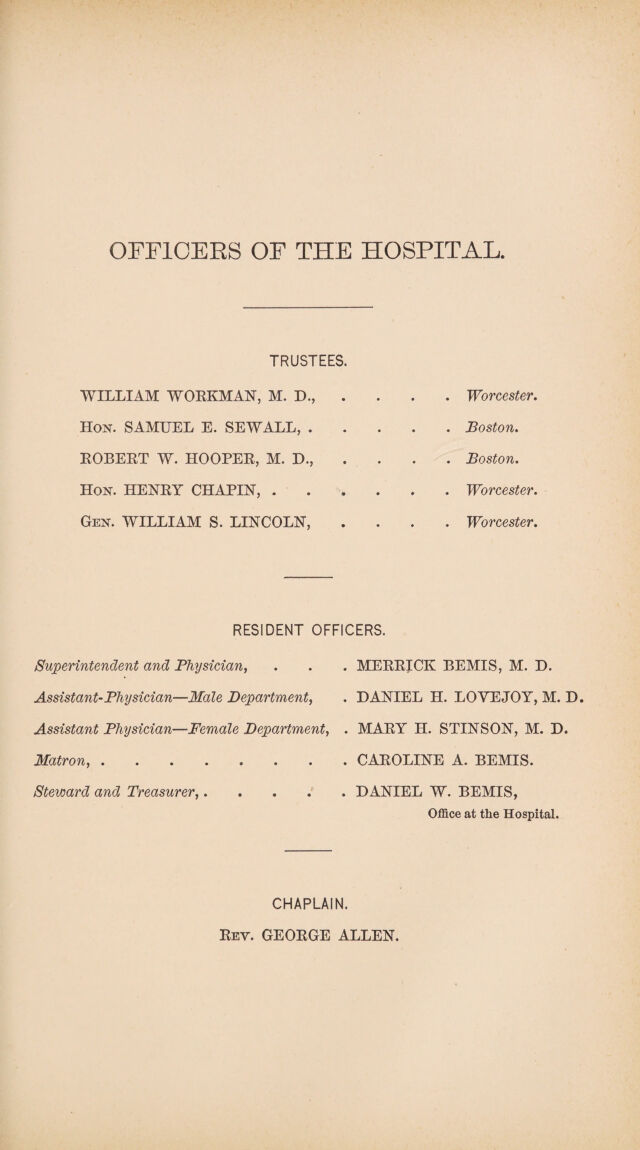 OFFICERS OF THE HOSPITAL.
TRUSTEES.
WILLIAM WORKMAN, M. D., . . . . Worcester.
Hon. SAMUEL E. SEWALL, . . . . . Boston.
ROBERT W. HOOPER, M. D., . . . . Boston.
Hon. HENRY CHAPIN, . . . . . . Worcester.
Gen. WILLIAM S. LINCOLN, . . . . Worcester.
RESIDENT OFFICERS.
Superintendent and Physician, . . . MERRICK BEMIS, M. D.
Assistant-Physician—Male Department, . DANIEL H. LOVEJOY, M. D.
Assistant Physician—Female Department, . MARY H. STINSON, M. D.
Matron, . . . . . . . . CAROLINE A. BEMIS.
Steward and Treasurer, . . . . . DANIEL W. BEMIS,
Office at the Hospital.
CHAPLAIN.
Rev. GEORGE ALLEN.